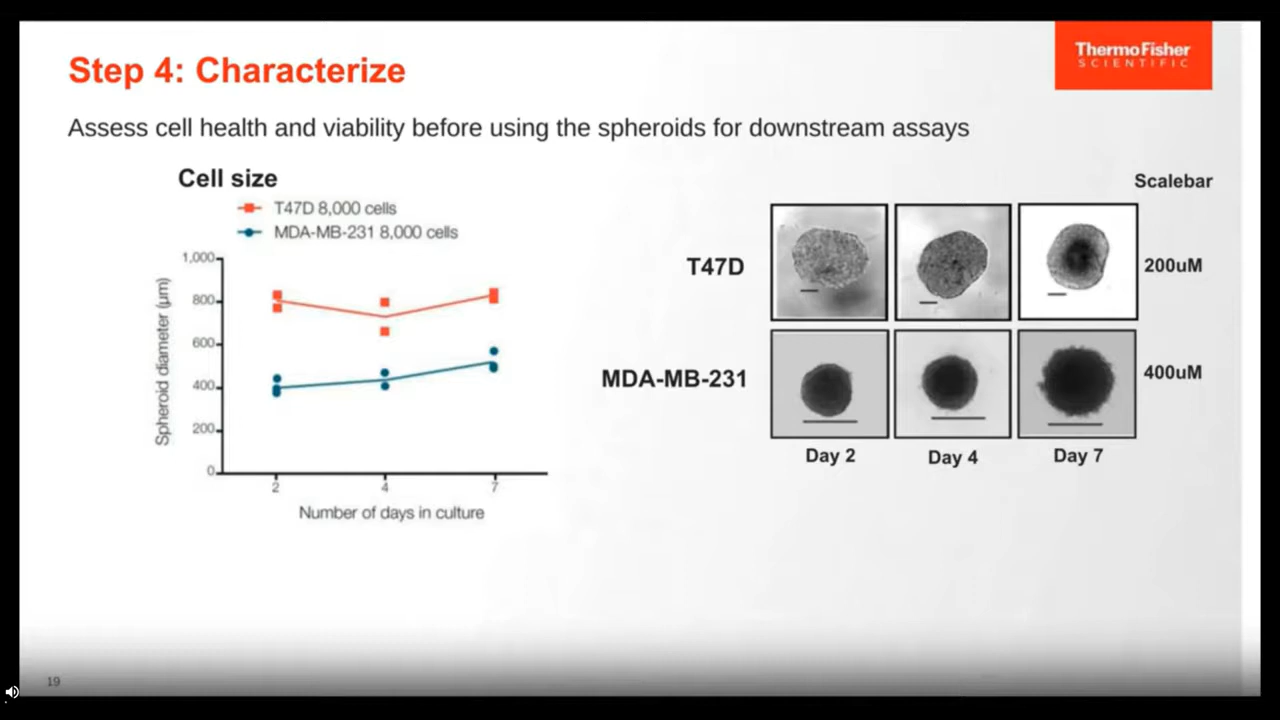 ThermoFisher
SCIENTIFIC
Step 4: Characterize
Assess cell health and viability before using the spheroids for downstream assays
Cell size
T47D 8,000 cells
MDA-MB-231 8,000 cells
1,000
800
600
400
200
0
Spheroid diameter (μm)
2 4 7
Number of days in culture
Scalebar
T47D
200uM
MDA-MB-231
400uM
Day 2 Day 4 Day 7
19